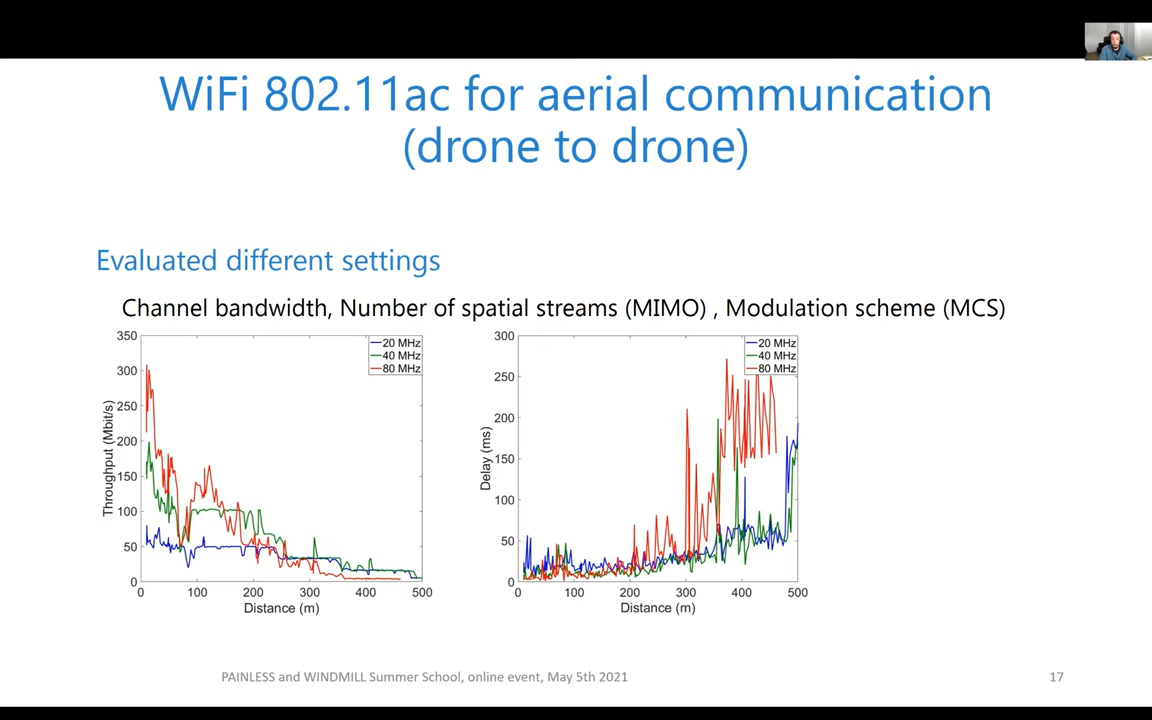 WiFi 802.11ac for aerial communication
(drone to drone)
Evaluated different settings
Channel bandwidth, Number of spatial streams (MIMO) , Modulation scheme (MCS)
350
300
250
200
150
100
50
0
Throughput (Mbit/s)
20 MHz
40 MHz
80 MHz
0 100 200 300 400 500
Distance (m)
300
250
200
150
100
50
0
Delay (ms)
20 MHz
40 MHz
80 MHz
0 100 200 300 400 500
Distance (m)
PAINLESS and WINDMILL Summer School, online event, May 5th 2021
17